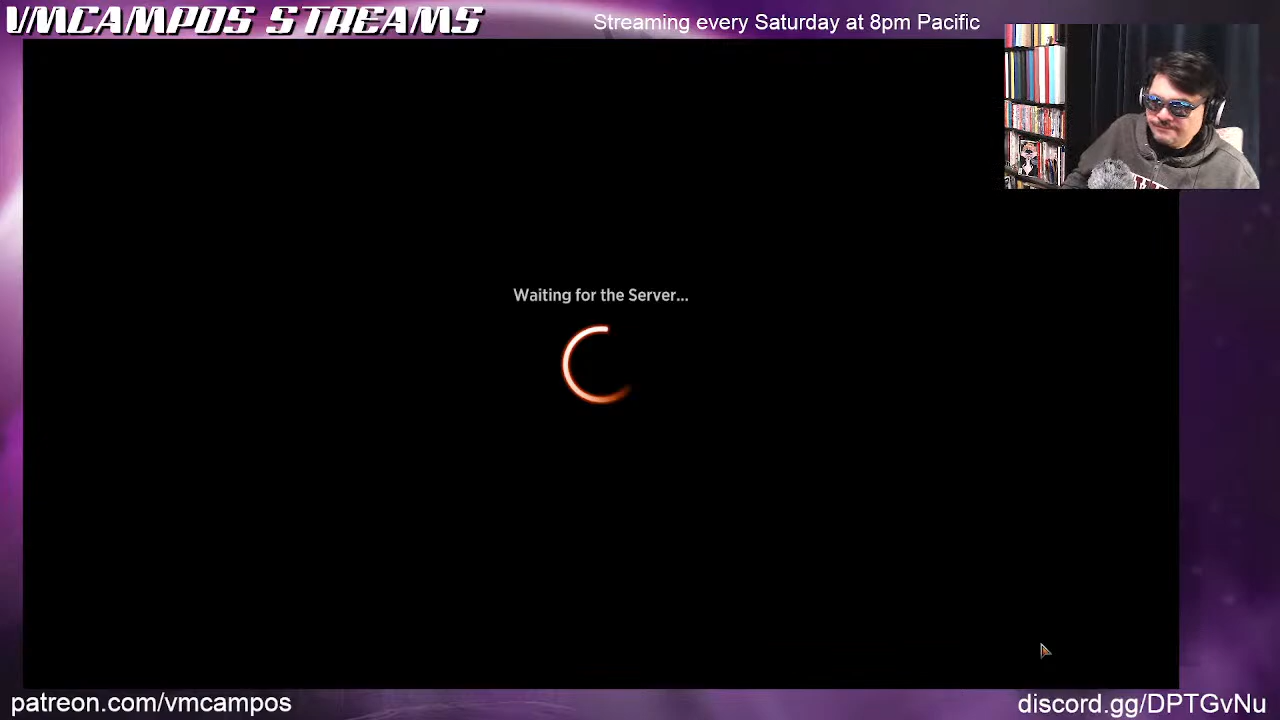 VMCAMPOS STREAMS
Streaming every Saturday at 8pm Pacific
Waiting for the Server...
patreon.com/vmcampos
discord.gg/DPTGvNu